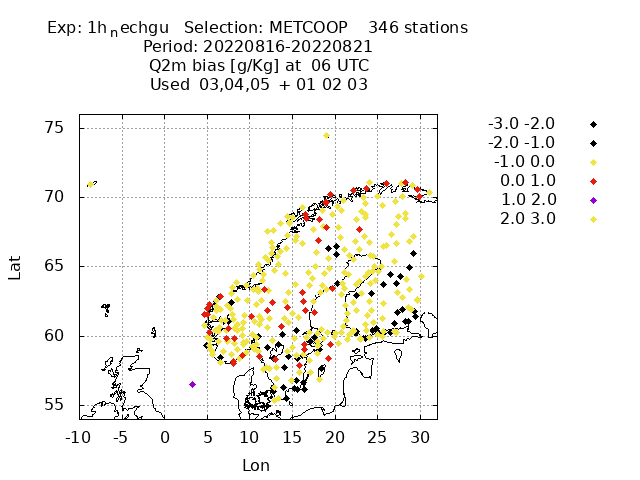 Exp: 1h n echgu   Selection: METCOOP    346 stations
Period: 20220816-20220821
Q2m bias [g/Kg] at  06 UTC
Used 03,04,05 + 01 02 03
-3.0 -2.0
-2.0 -1.0
-1.0 0.0
0.0 1.0
1.0 2.0
2.0 3.0
75
70
65
60
55
Lat
-10 -5 0 5 10 15 20 25 30
Lon